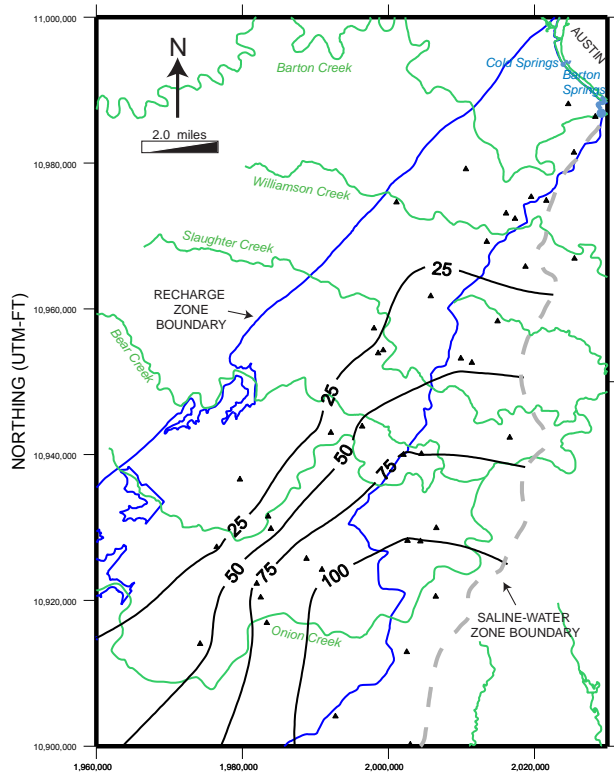 11,000,000
10,980,000
10,960,000
10,940,000
10,920,000
10,900,000
1,960,000
1,980,000
2,000,000
2,020,000
NORTHING (UTM-FT)
N
2.0 miles
Barton Creek
Cold Springs
AUSTIN
Barton
Springs
Williamson Creek
Slaughter Creek
RECHARGE
ZONE
BOUNDARY
Bear Creek
25
25
50
75
25
50
75
100
Onion Creek
SALINE-WATER
ZONE BOUNDARY